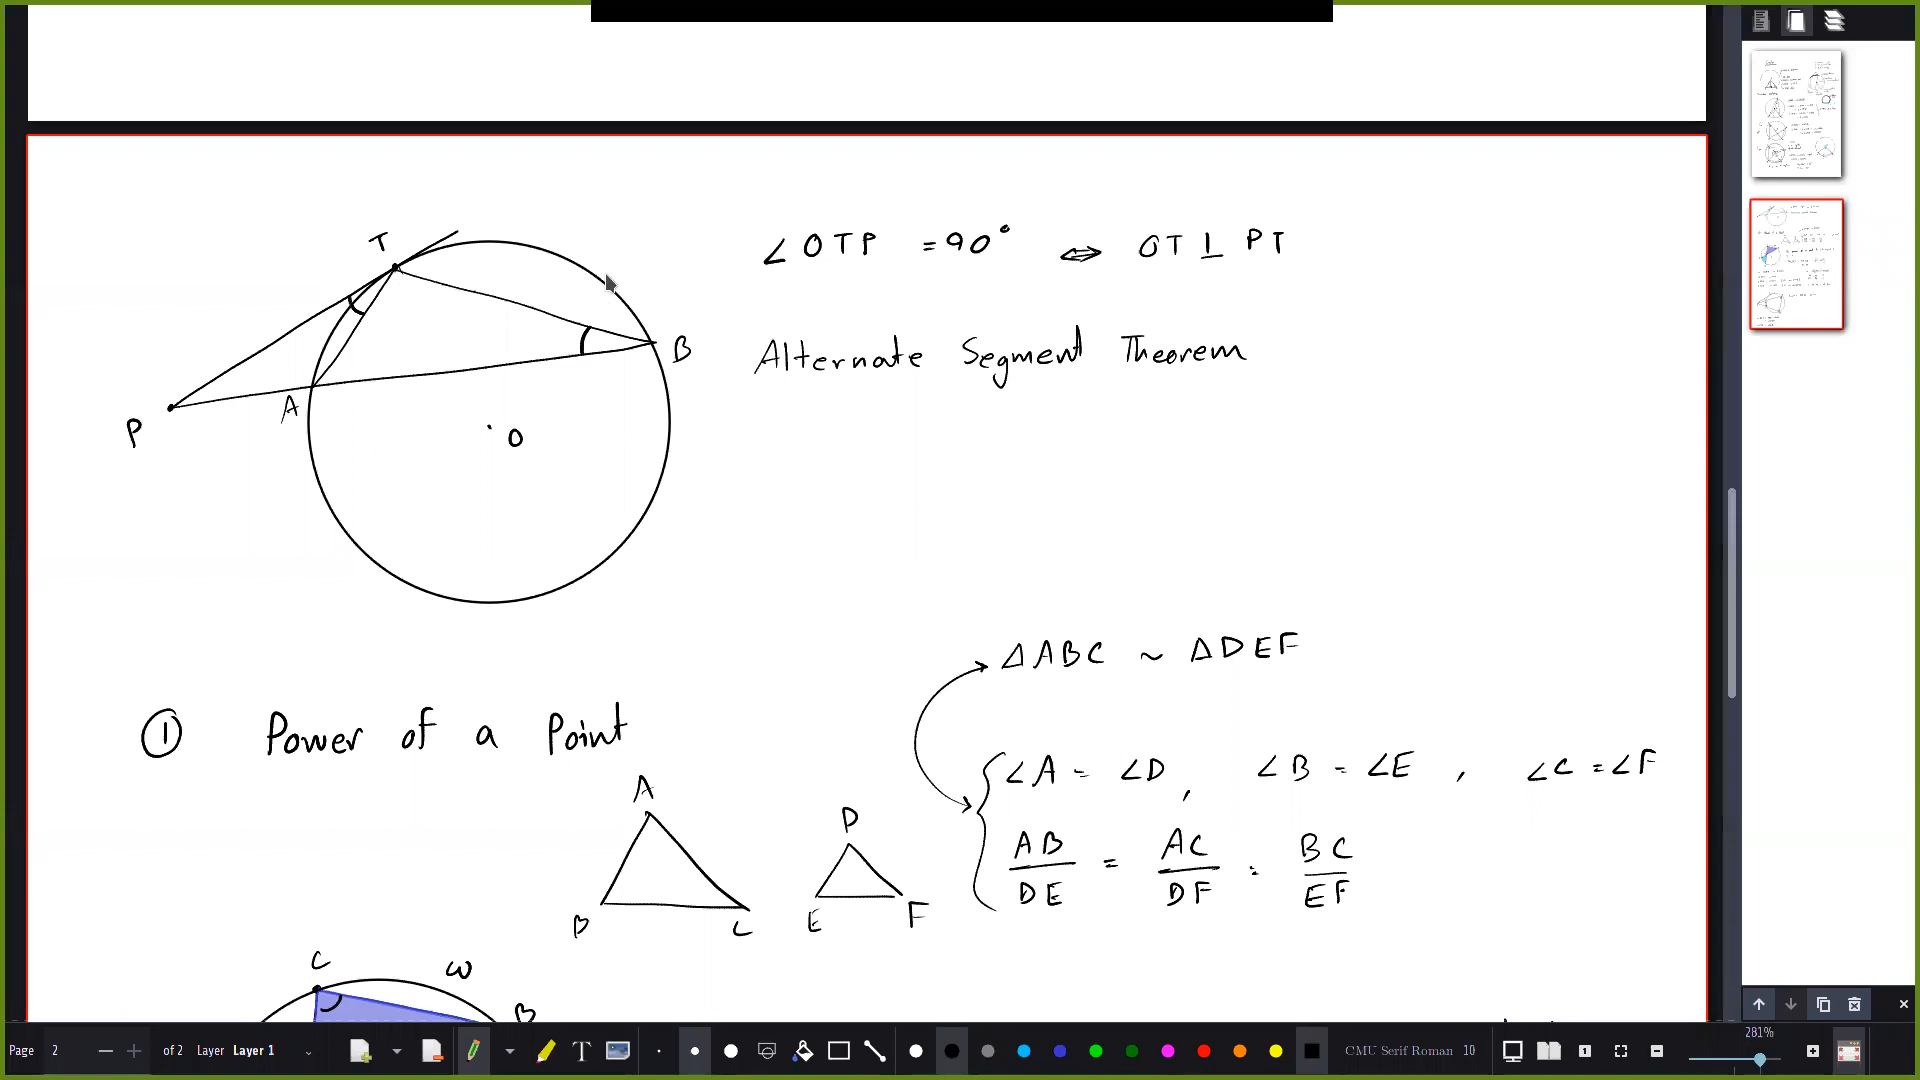 T
∠OTP = 90° ⇔ OT ⊥ PT
B
Alternate Segment Theorem
A
P
O
△ABC ~ △DEF
① Power of a Point
∠A = ∠D, ∠B = ∠E, ∠C = ∠F
A
D
AB/DE = AC/DF = BC/EF
B C E F
C ω
B
Page 2 of 2 Layer Layer 1 CMU Serif Roman 10 281%